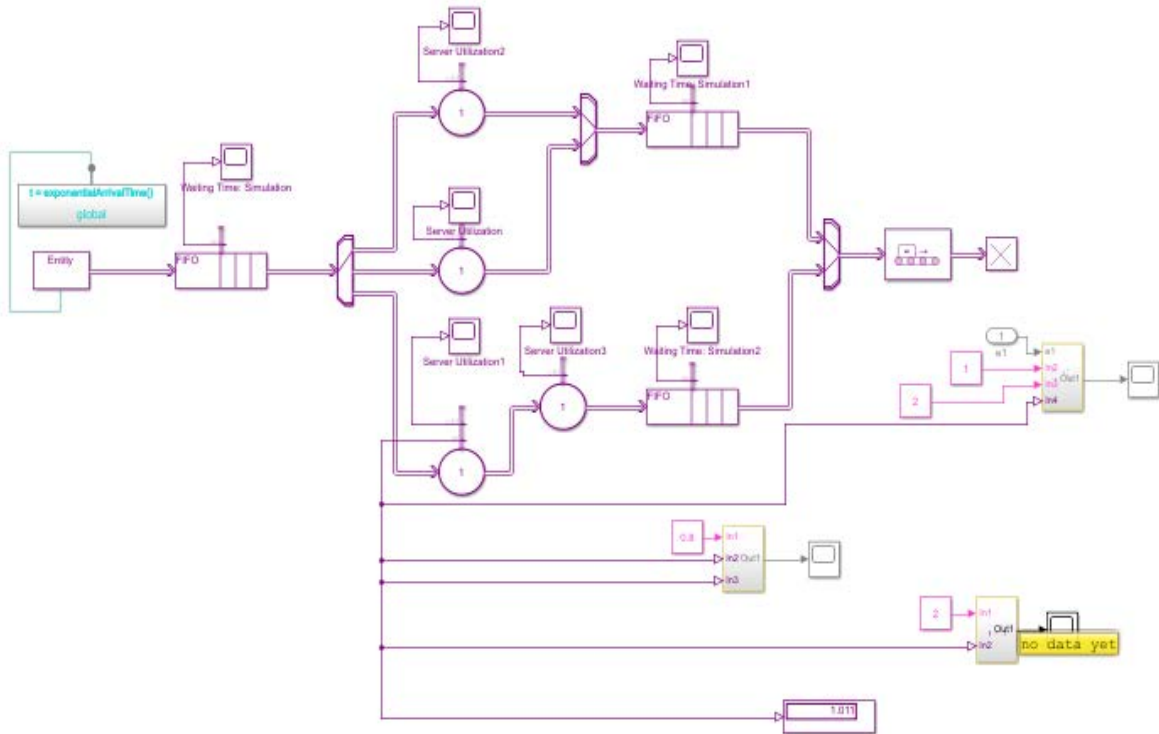 Server Utilization2
1
Waiting Time: Simulation1
FIFO
t = exponentialArrivalTime()
global
Waiting Time: Simulation
Entity
FIFO
Server Utilization
1
Server Utilization1
Server Utilization3
Waiting Time: Simulation2
1
FIFO
1
1
e1
1
2
e1
In2
In3
In4
Out1
0.8
In1
In2
In3
Out1
2
In1
In2
Out1
no data yet
1.011